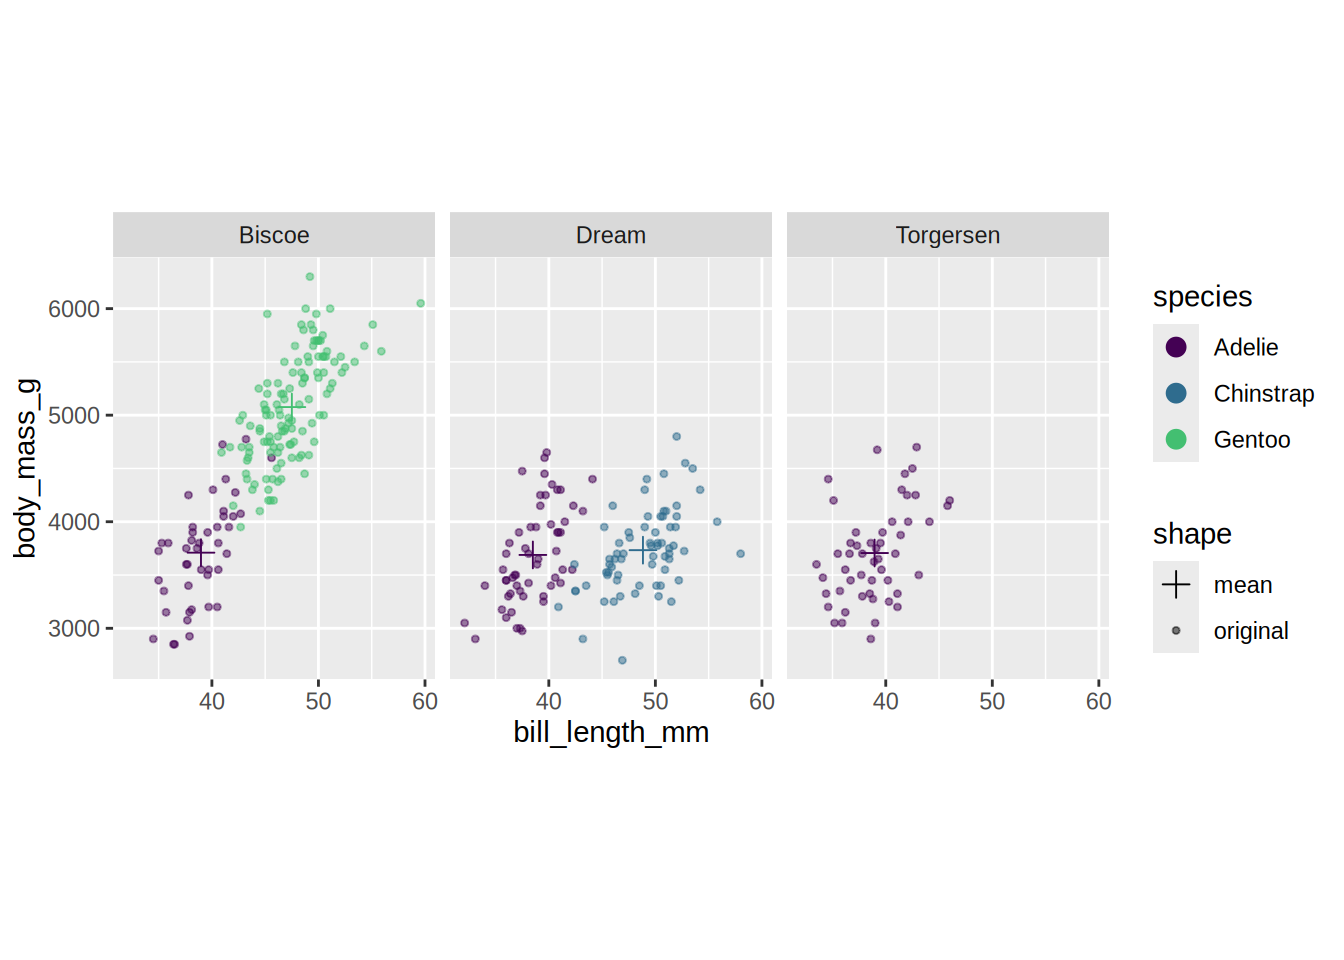 Biscoe Dream Torgersen
6000
5000
4000
3000
body_mass_g
40 50 60 40 50 60 40 50 60
bill_length_mm
species
Adelie
Chinstrap
Gentoo
shape
mean
original